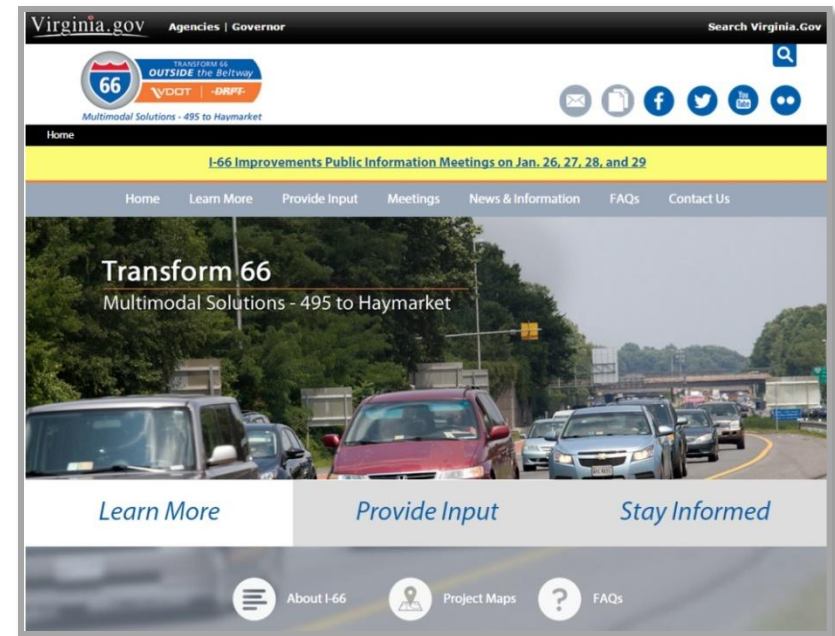 Virginia.gov Agencies | Governor Search Virginia.Gov
TRANSFORM 66
OUTSIDE the Beltway
66
VDOT | -DRPT-
Multimodal Solutions - 495 to Haymarket
Home
I-66 Improvements Public Information Meetings on Jan. 26, 27, 28, and 29
Home Learn More Provide Input Meetings News & Information FAQs Contact Us
Transform 66
Multimodal Solutions - 495 to Haymarket
Learn More Provide Input Stay Informed
About I-66 Project Maps FAQs